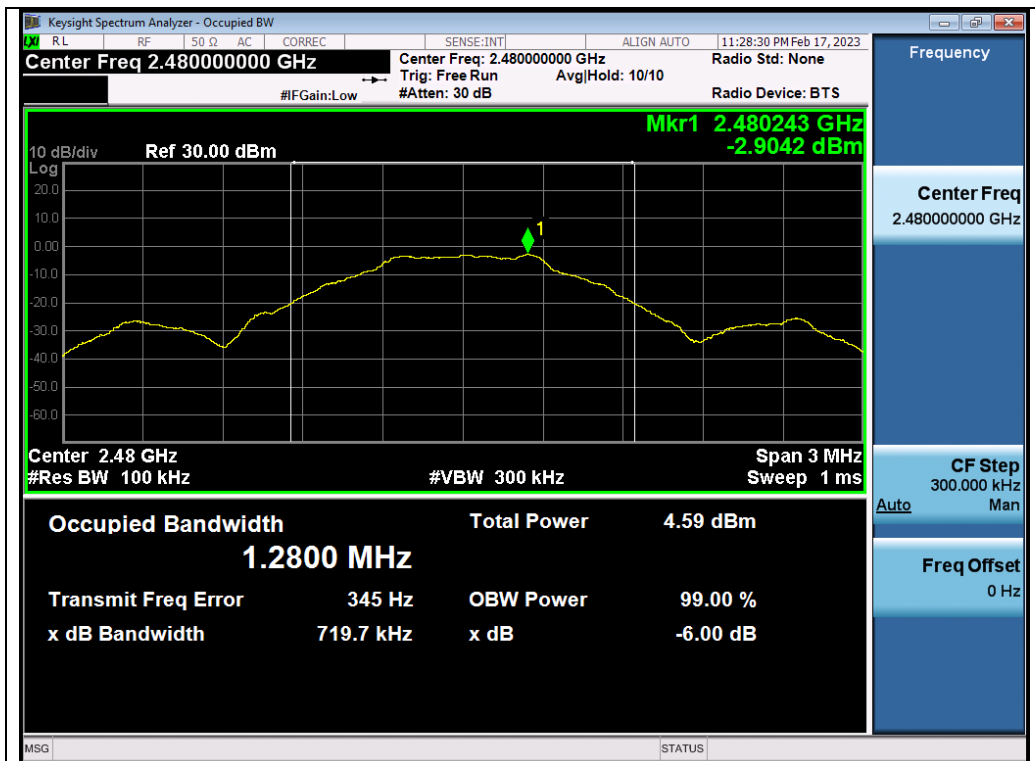 Keysight Spectrum Analyzer - Occupied BW
LXI RL RF 50 Ω AC CORREC SENSE:INT ALIGN AUTO 11:28:30 PM Feb 17, 2023
Center Freq 2.480000000 GHz
Center Freq: 2.480000000 GHz Radio Std: None
Trig: Free Run Avg|Hold: 10/10
#IFGain:Low #Atten: 30 dB Radio Device: BTS
Mkr1 2.480243 GHz
-2.9042 dBm
10 dB/div Ref 30.00 dBm
Log
20.0
10.0
0.00
-10.0
-20.0
-30.0
-40.0
-50.0
-60.0
1
Center 2.48 GHz Span 3 MHz
#Res BW 100 kHz #VBW 300 kHz Sweep 1 ms
Occupied Bandwidth Total Power 4.59 dBm
1.2800 MHz
Transmit Freq Error 345 Hz OBW Power 99.00 %
x dB Bandwidth 719.7 kHz x dB -6.00 dB
Frequency
Center Freq
2.480000000 GHz
CF Step
300.000 kHz
Auto Man
Freq Offset
0 Hz
MSG STATUS